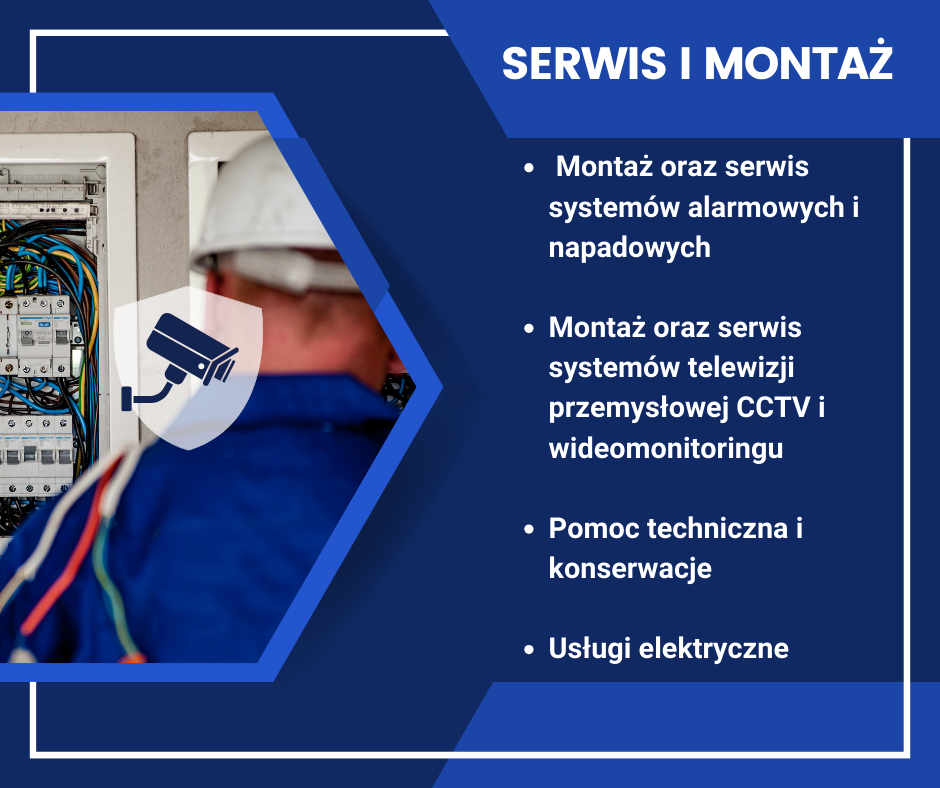 SERWIS I MONTAŻ
• Montaż oraz serwis
systemów alarmowych i
napadowych
• Montaż oraz serwis
systemów telewizji
przemysłowej CCTV i
wideomonitoringu
• Pomoc techniczna i
konserwacje
• Usługi elektryczne